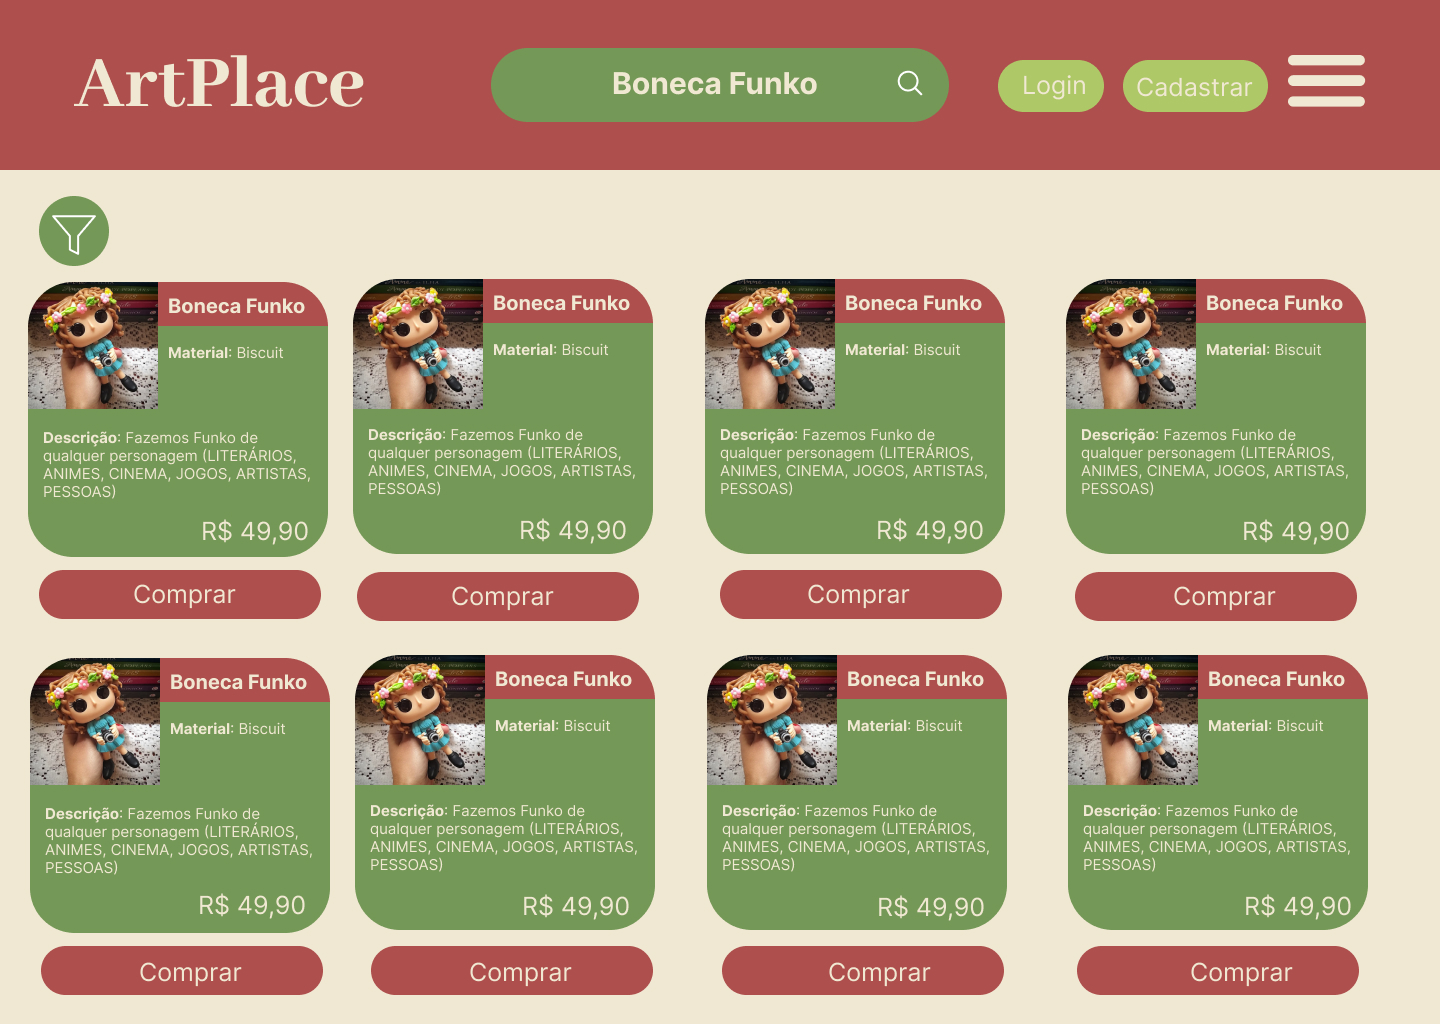 ArtPlace
Boneca Funko
Login
Cadastrar
Boneca Funko
Material: Biscuit
Descrição: Fazemos Funko de
qualquer personagem (LITERÁRIOS,
ANIMES, CINEMA, JOGOS, ARTISTAS,
PESSOAS)
R$ 49,90
Comprar
Boneca Funko
Material: Biscuit
Descrição: Fazemos Funko de
qualquer personagem (LITERÁRIOS,
ANIMES, CINEMA, JOGOS, ARTISTAS,
PESSOAS)
R$ 49,90
Comprar
Boneca Funko
Material: Biscuit
Descrição: Fazemos Funko de
qualquer personagem (LITERÁRIOS,
ANIMES, CINEMA, JOGOS, ARTISTAS,
PESSOAS)
R$ 49,90
Comprar
Boneca Funko
Material: Biscuit
Descrição: Fazemos Funko de
qualquer personagem (LITERÁRIOS,
ANIMES, CINEMA, JOGOS, ARTISTAS,
PESSOAS)
R$ 49,90
Comprar
Boneca Funko
Material: Biscuit
Descrição: Fazemos Funko de
qualquer personagem (LITERÁRIOS,
ANIMES, CINEMA, JOGOS, ARTISTAS,
PESSOAS)
R$ 49,90
Comprar
Boneca Funko
Material: Biscuit
Descrição: Fazemos Funko de
qualquer personagem (LITERÁRIOS,
ANIMES, CINEMA, JOGOS, ARTISTAS,
PESSOAS)
R$ 49,90
Comprar
Boneca Funko
Material: Biscuit
Descrição: Fazemos Funko de
qualquer personagem (LITERÁRIOS,
ANIMES, CINEMA, JOGOS, ARTISTAS,
PESSOAS)
R$ 49,90
Comprar
Boneca Funko
Material: Biscuit
Descrição: Fazemos Funko de
qualquer personagem (LITERÁRIOS,
ANIMES, CINEMA, JOGOS, ARTISTAS,
PESSOAS)
R$ 49,90
Comprar